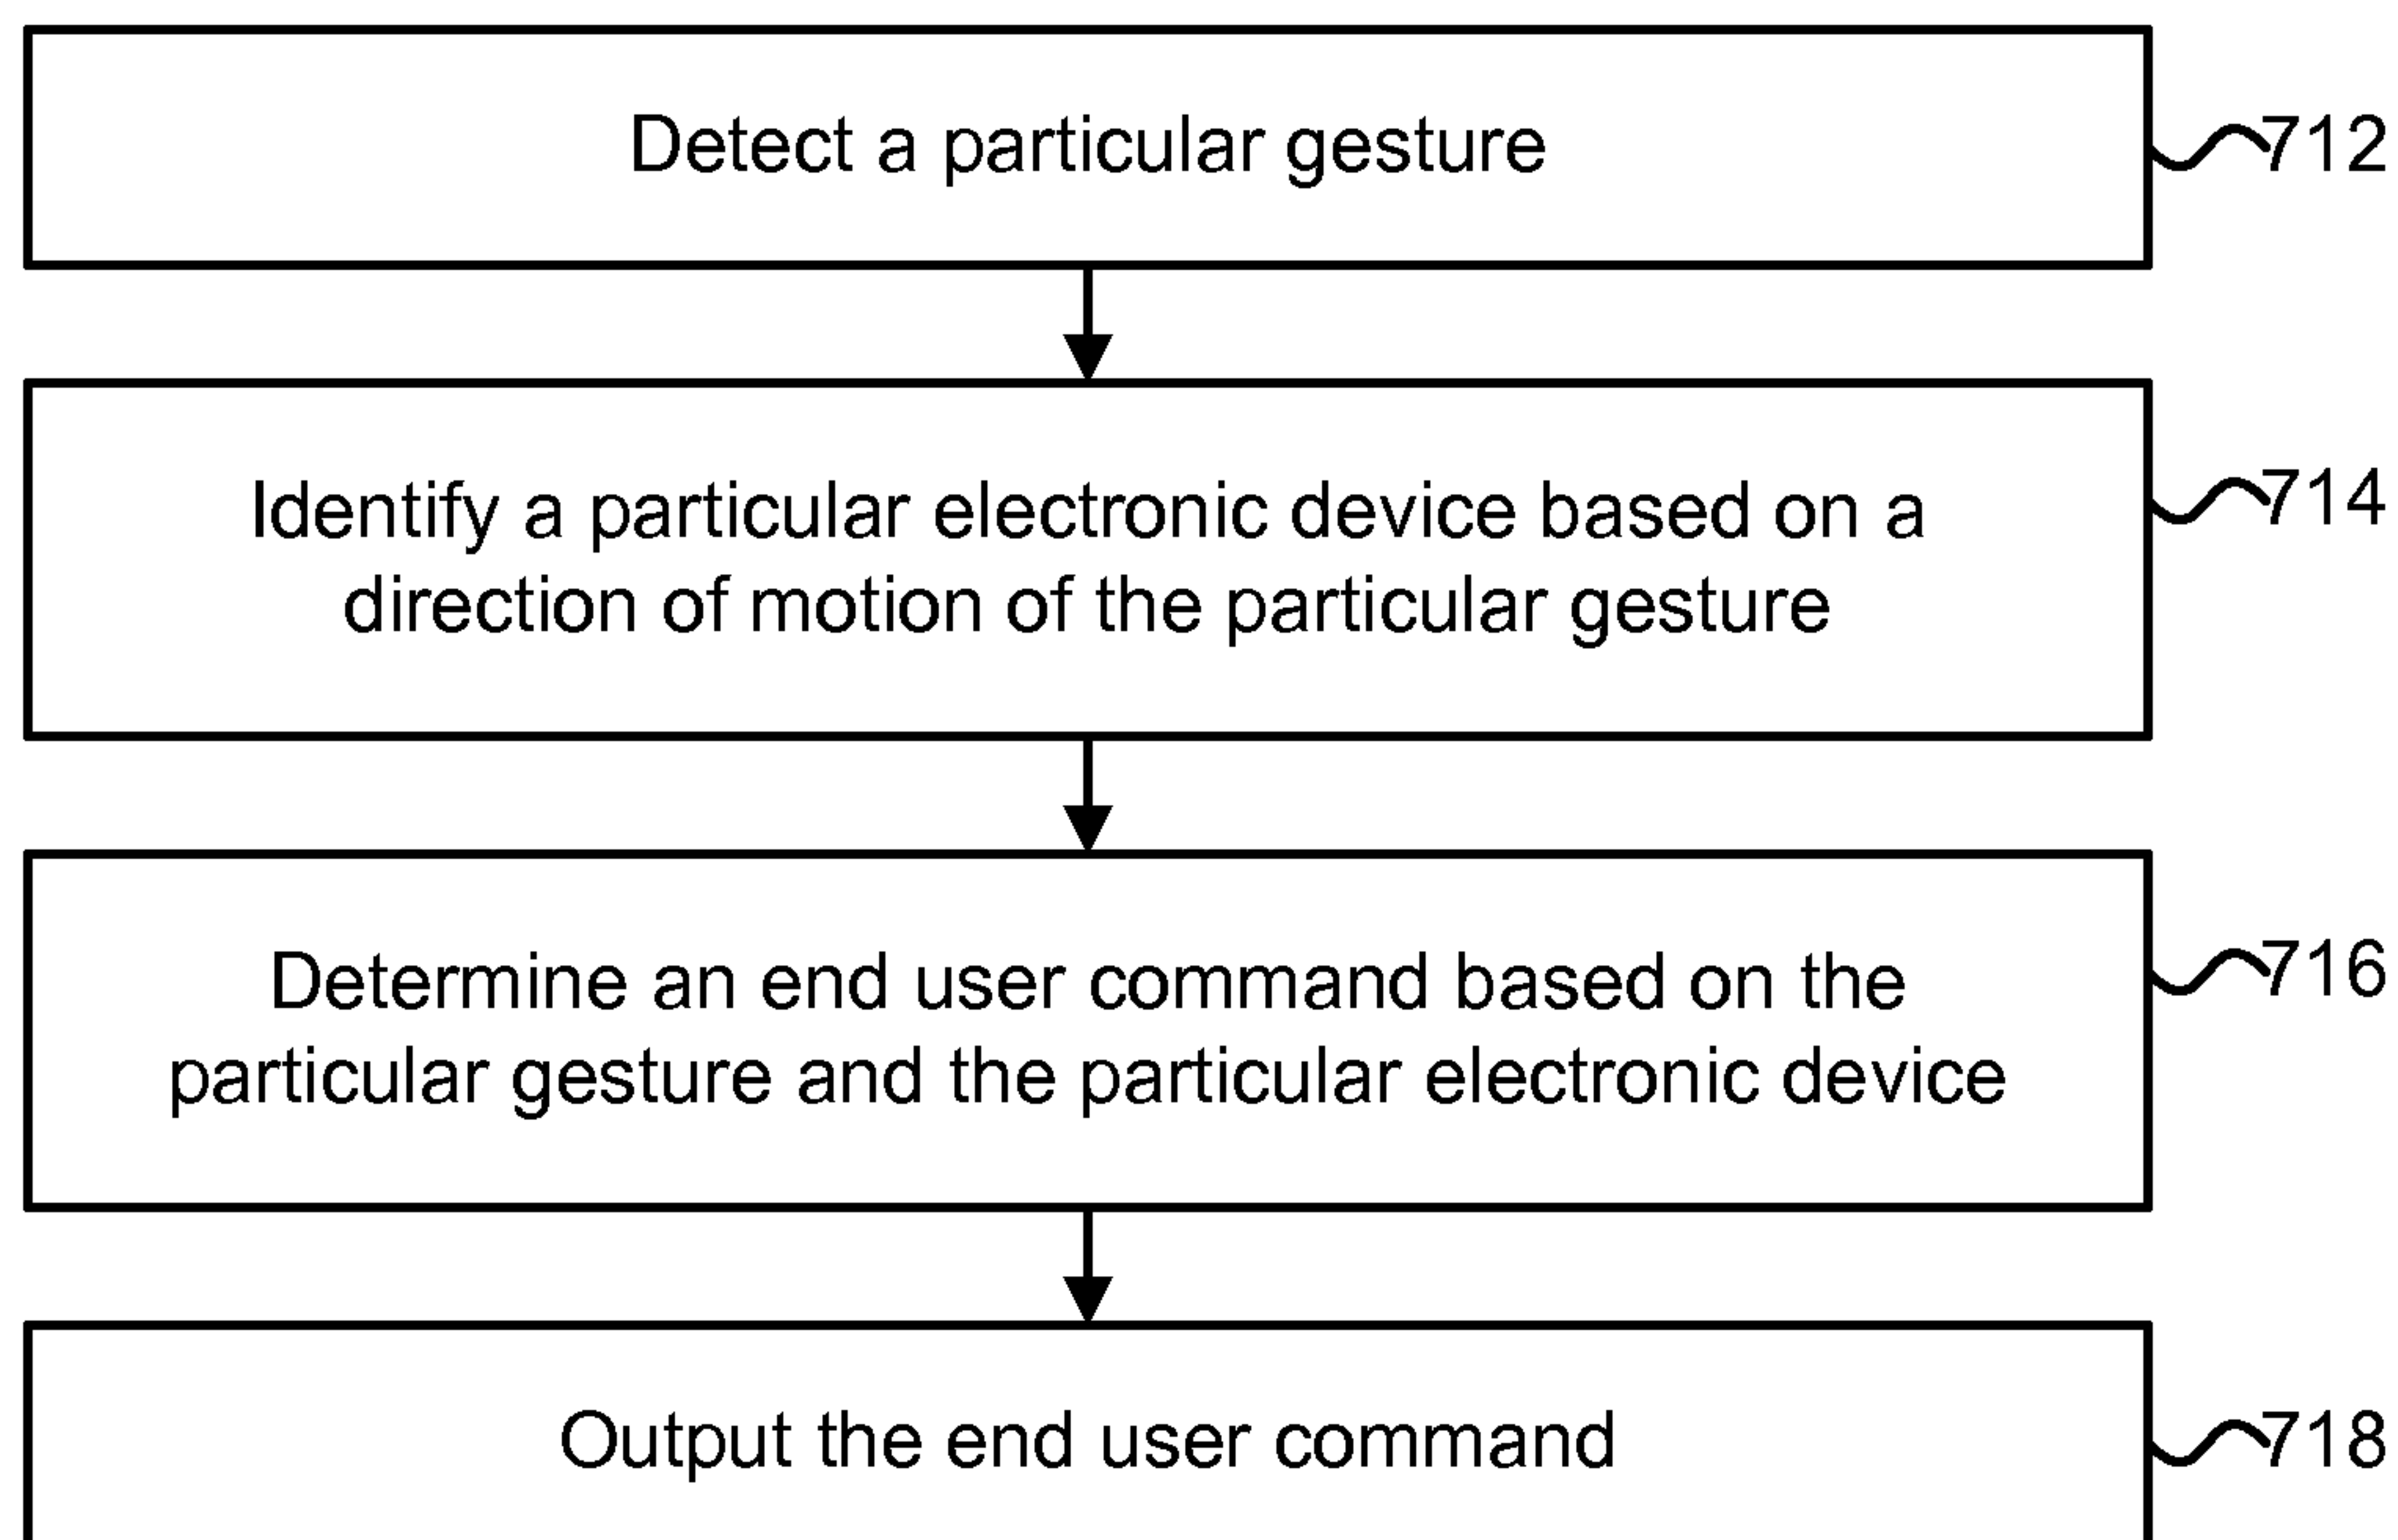 Detect a particular gesture
712
Identify a particular electronic device based on a
direction of motion of the particular gesture
714
Determine an end user command based on the
particular gesture and the particular electronic device
716
Output the end user command
718